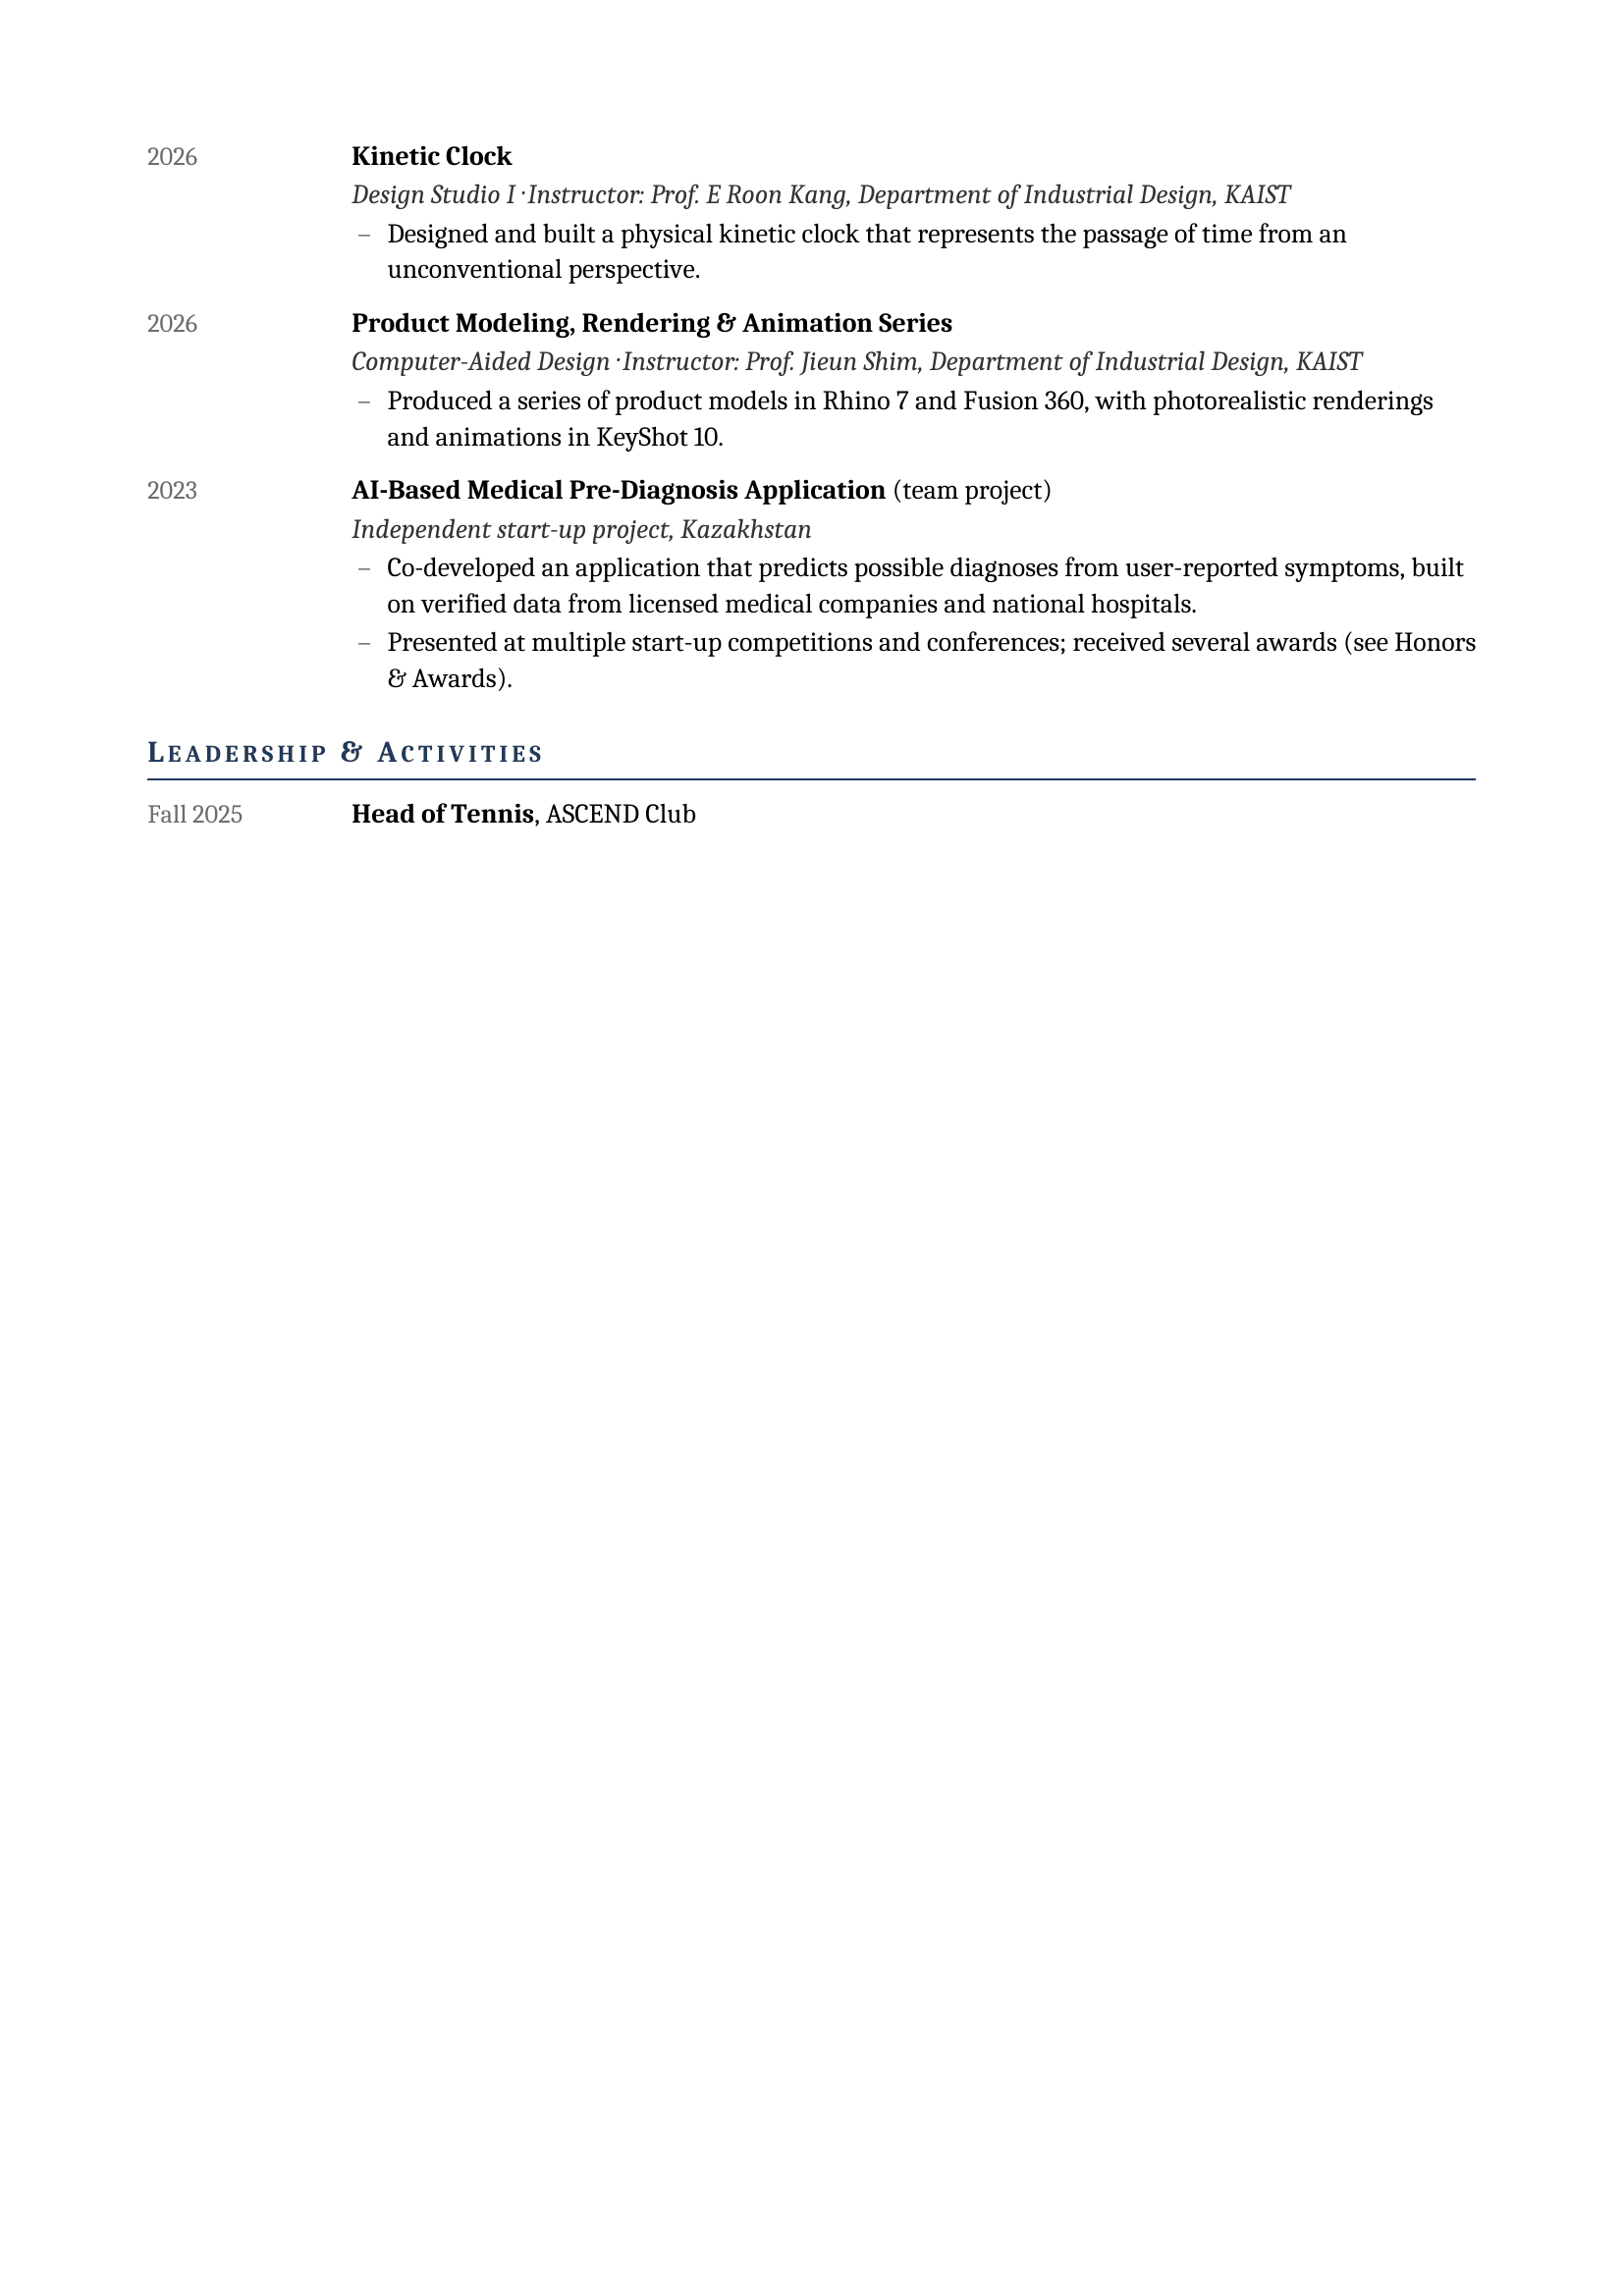 2026 Kinetic Clock
Design Studio I · Instructor: Prof. E Roon Kang, Department of Industrial Design, KAIST
– Designed and built a physical kinetic clock that represents the passage of time from an
unconventional perspective.
2026 Product Modeling, Rendering & Animation Series
Computer-Aided Design · Instructor: Prof. Jieun Shim, Department of Industrial Design, KAIST
– Produced a series of product models in Rhino 7 and Fusion 360, with photorealistic renderings
and animations in KeyShot 10.
2023 AI-Based Medical Pre-Diagnosis Application (team project)
Independent start-up project, Kazakhstan
– Co-developed an application that predicts possible diagnoses from user-reported symptoms, built
on verified data from licensed medical companies and national hospitals.
– Presented at multiple start-up competitions and conferences; received several awards (see Honors
& Awards).
Leadership & Activities
Fall 2025 Head of Tennis, ASCEND Club